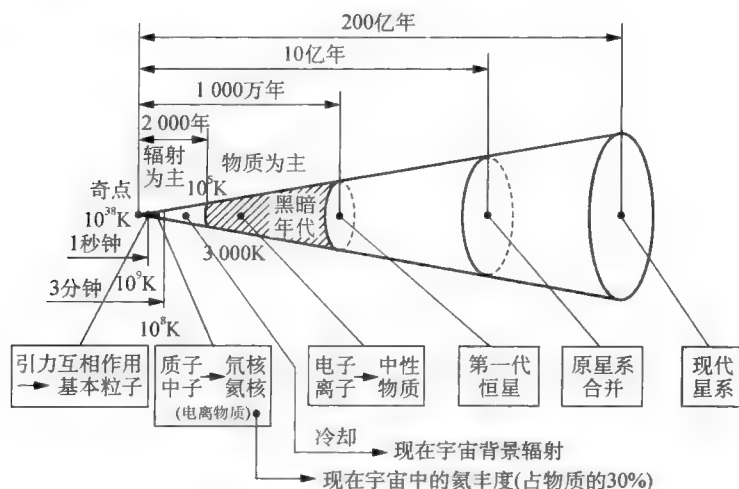 200亿年
10亿年
1 000万年
2 000年
辐射
为主
物质为主
奇点
10³⁸K
10⁵K
黑暗
年代
3 000K
1秒钟
10⁹K
3分钟
10⁸K
引力互相作用
→ 基本粒子
质子 → 氘核
中子 氦核
(电离物质)
电子 → 中性
离子 物质
第一代
恒星
原星系
合并
现代
星系
冷却
现在宇宙背景辐射
现在宇宙中的氦丰度(占物质的30%)